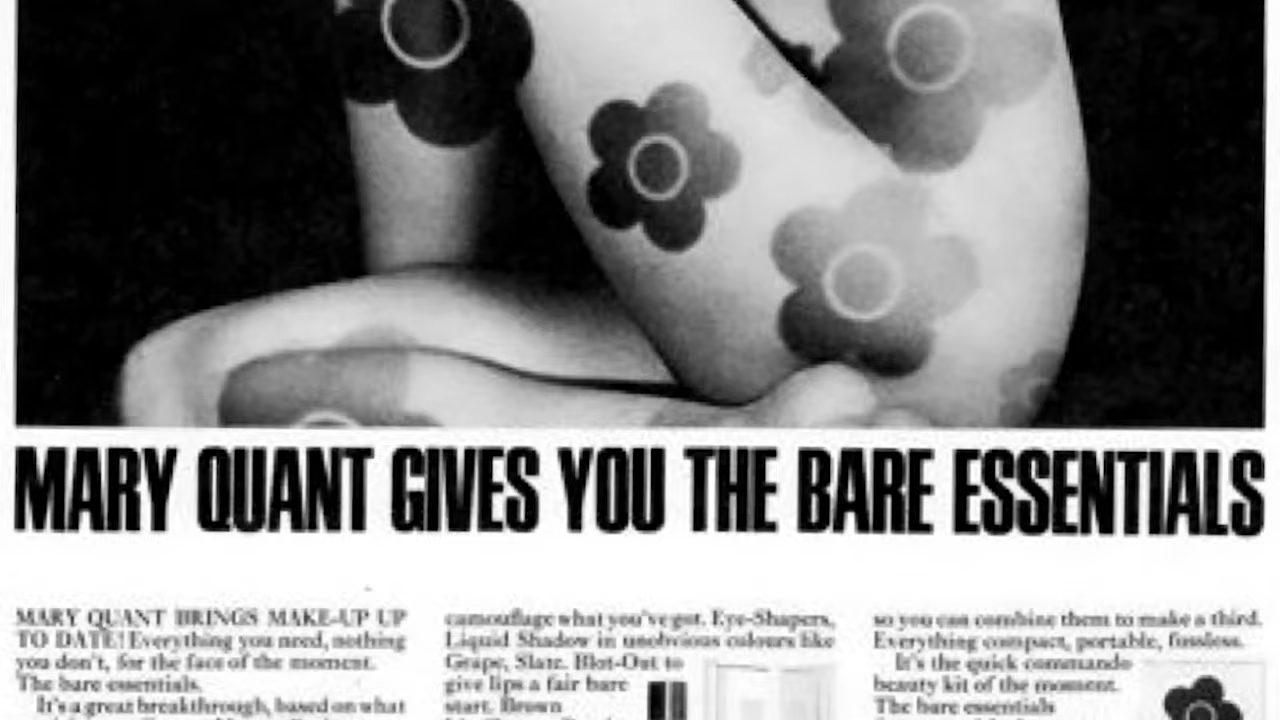 MARY QUANT GIVES YOU THE BARE ESSENTIALS
MARY QUANT BRINGS MAKE-UP UP
TO DATE! Everything you need, nothing
you don't, for the face of the moment.
The bare essentials.
It's a great breakthrough, based on what
camouflage what you've got. Eye-Shapers,
Liquid Shadow in unobvious colours like
Grape, Slate. Blot-Out to
give lips a fair bare
start. Brown
so you can combine them to make a third.
Everything compact, portable, fussless.
It's the quick commando
beauty kit of the moment.
The bare essentials